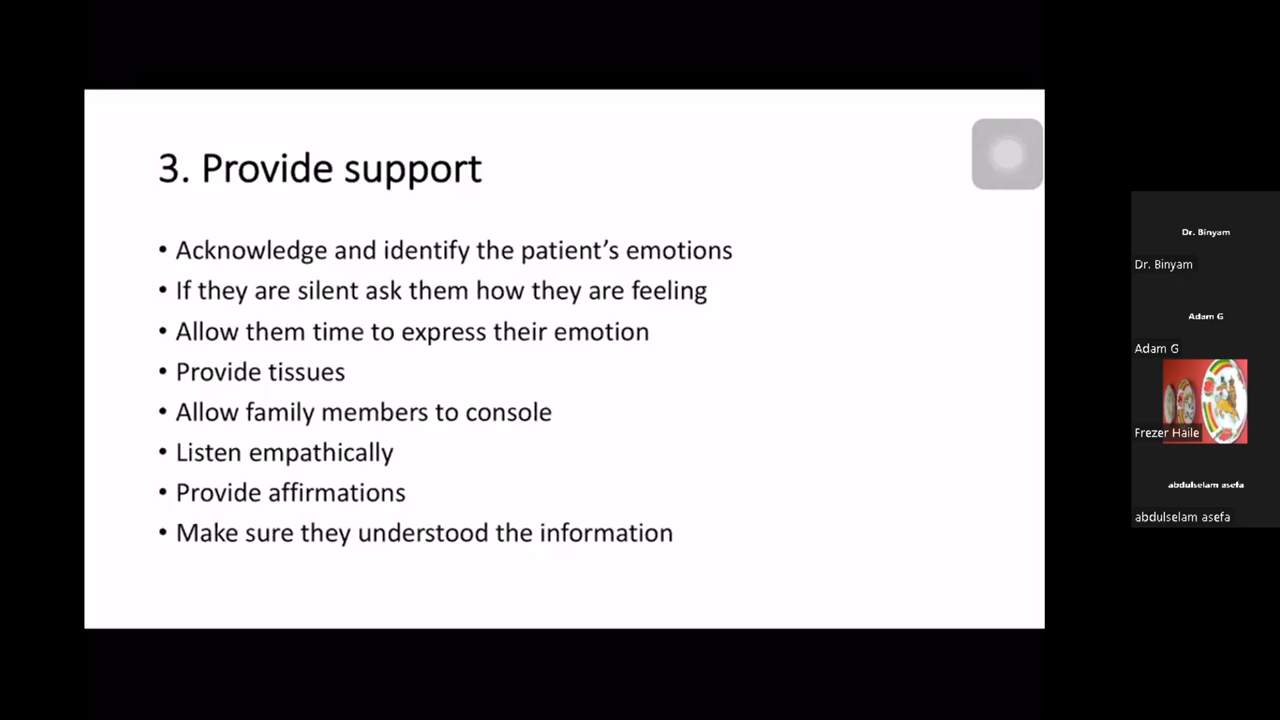 3. Provide support
• Acknowledge and identify the patient’s emotions
• If they are silent ask them how they are feeling
• Allow them time to express their emotion
• Provide tissues
• Allow family members to console
• Listen empathically
• Provide affirmations
• Make sure they understood the information
Dr. Binyam
Dr. Binyam
Adam G
Adam G
Frezer Haile
abdulselam asefa
abdulselam asefa